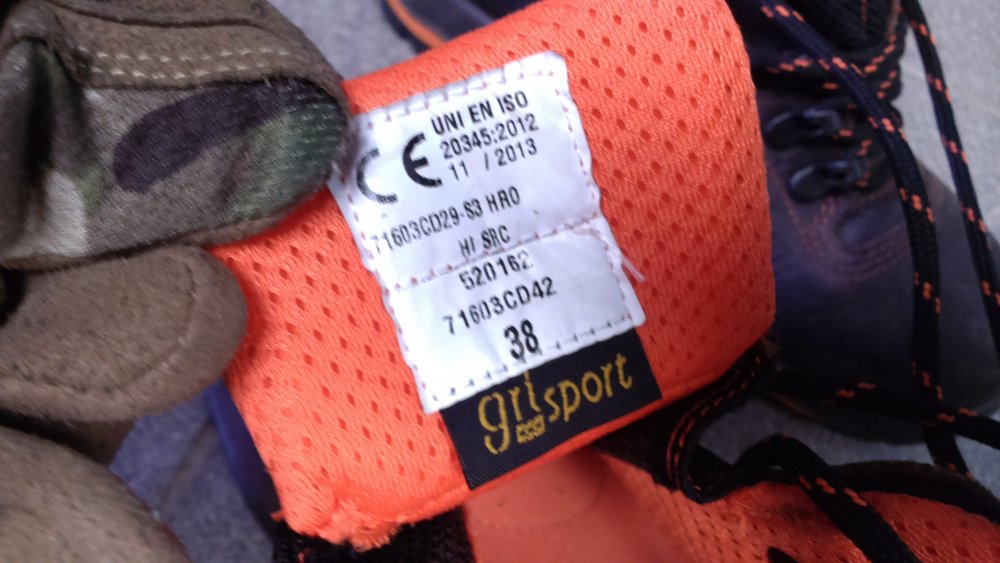 CE
UNI EN ISO
20345:2012
11 / 2013
71603CD29-S3 HRO
HI SRC
520162
71603CD42
38
grisport